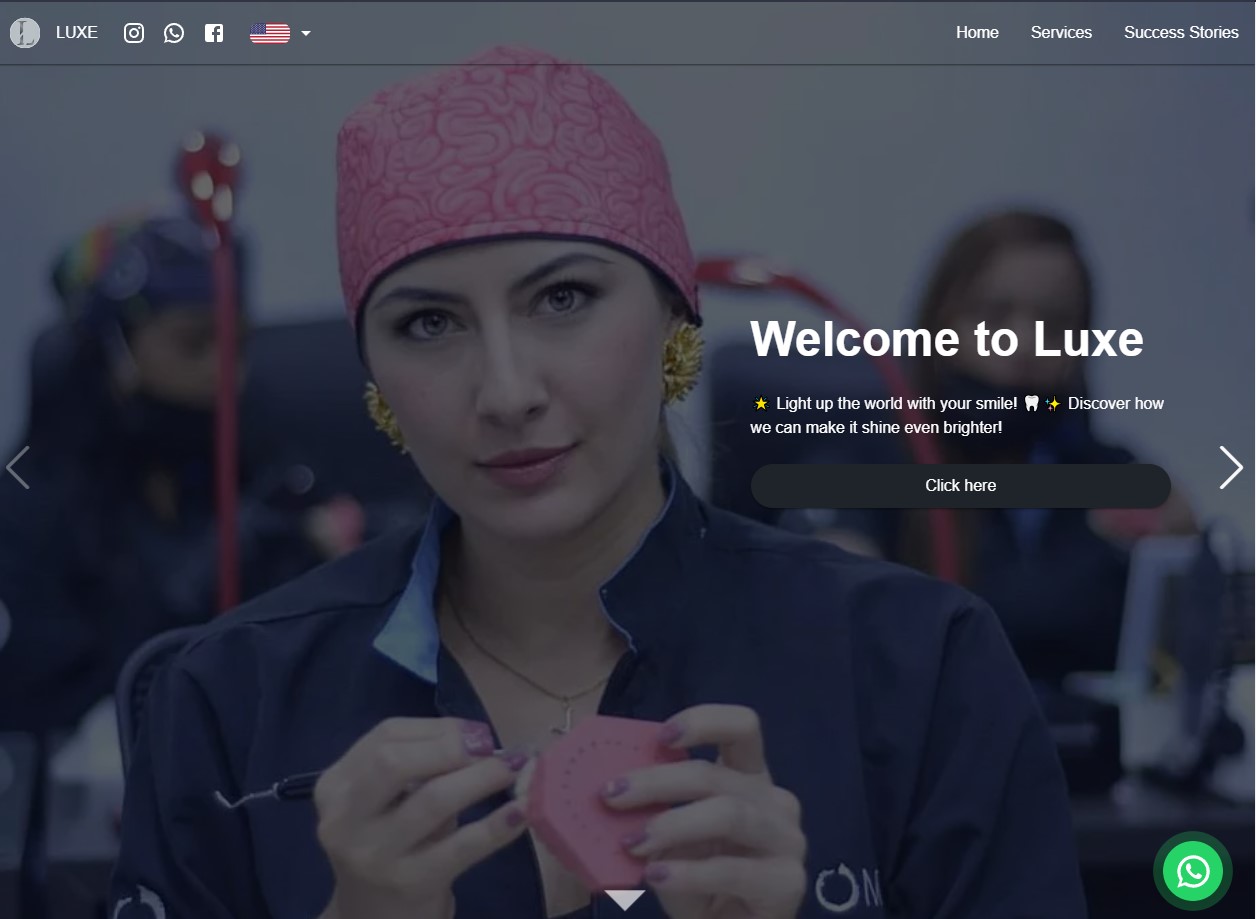 LUXE
Home
Services
Success Stories
Welcome to Luxe
🌟 Light up the world with your smile! 🦷✨ Discover how
we can make it shine even brighter!
Click here